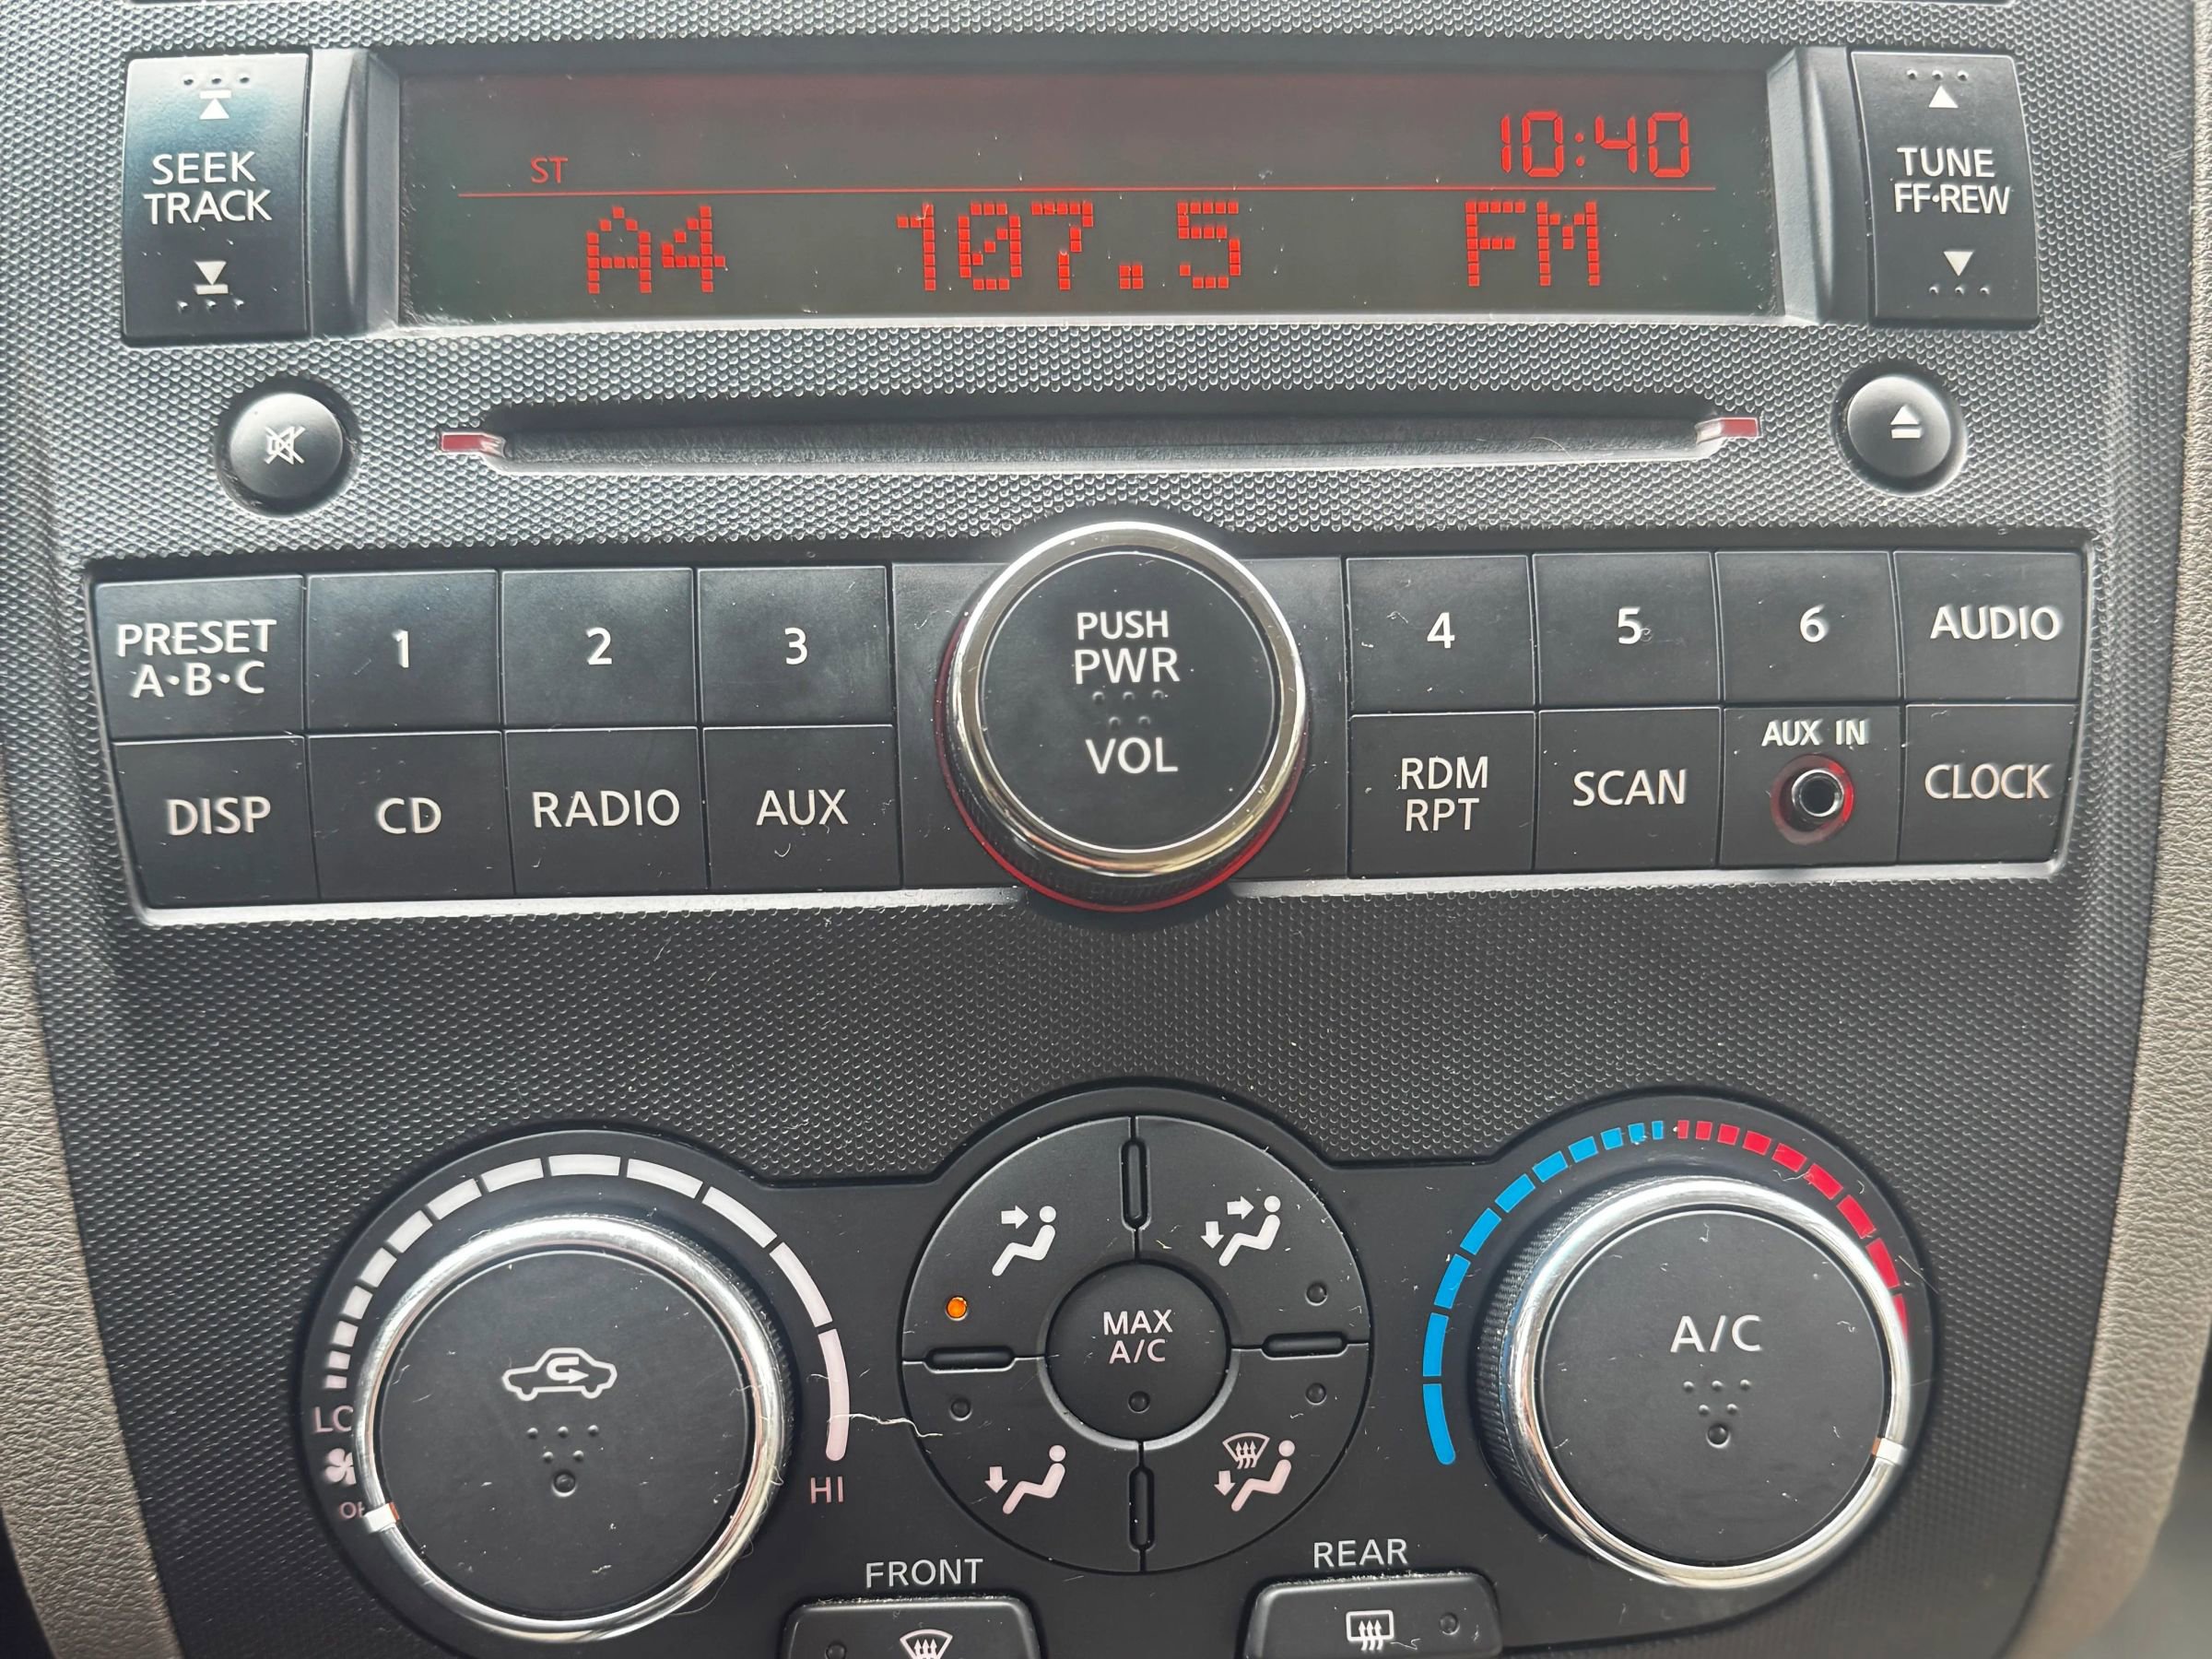 SEEK
TRACK
ST
10:40
A4 107.5 FM
TUNE
FF·REW
PRESET
A·B·C
1
2
3
PUSH
PWR
VOL
4
5
6
AUDIO
DISP
CD
RADIO
AUX
RDM
RPT
SCAN
AUX IN
CLOCK
MAX
A/C
A/C
HI
FRONT
REAR